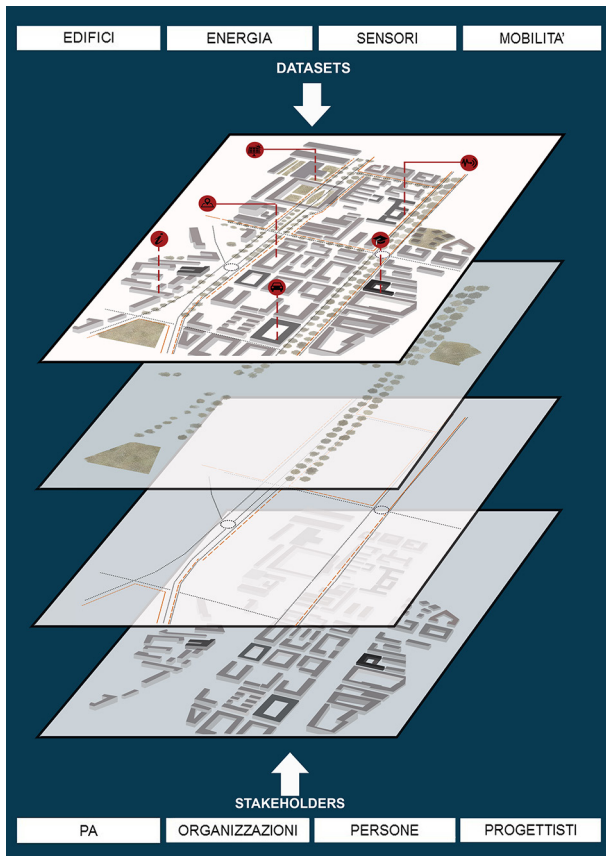 EDIFICI
ENERGIA
SENSORI
MOBILITA'
DATASETS
i
STAKEHOLDERS
PA
ORGANIZZAZIONI
PERSONE
PROGETTISTI